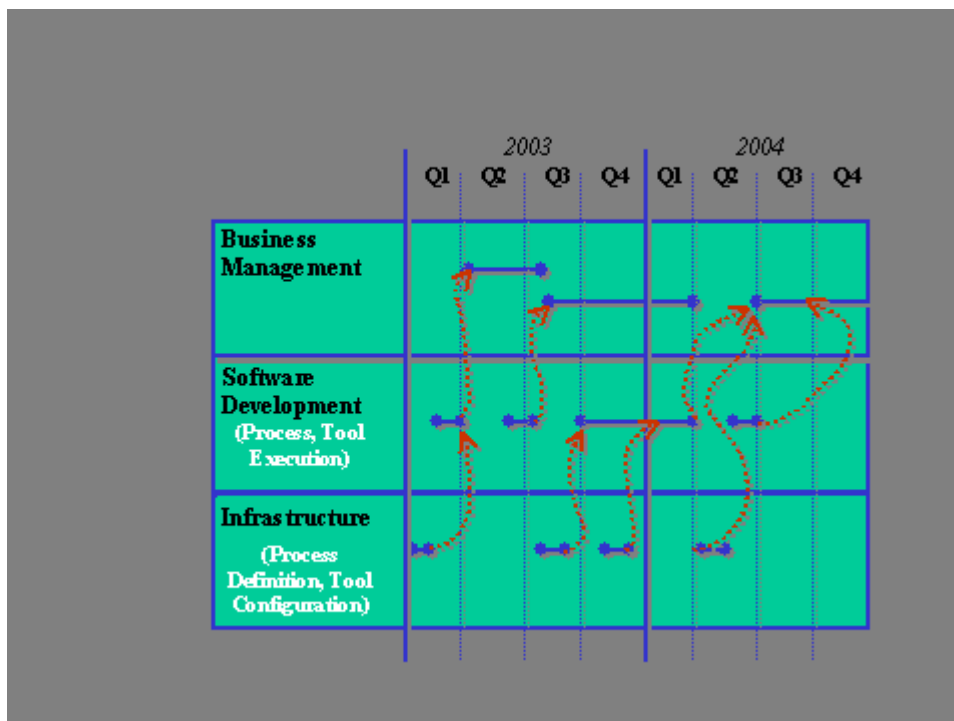 2003 2004
Q1 Q2 Q3 Q4 Q1 Q2 Q3 Q4
Business
Management
Software
Development
(Process, Tool
Execution)
Infrastructure
(Process
Definition, Tool
Configuration)